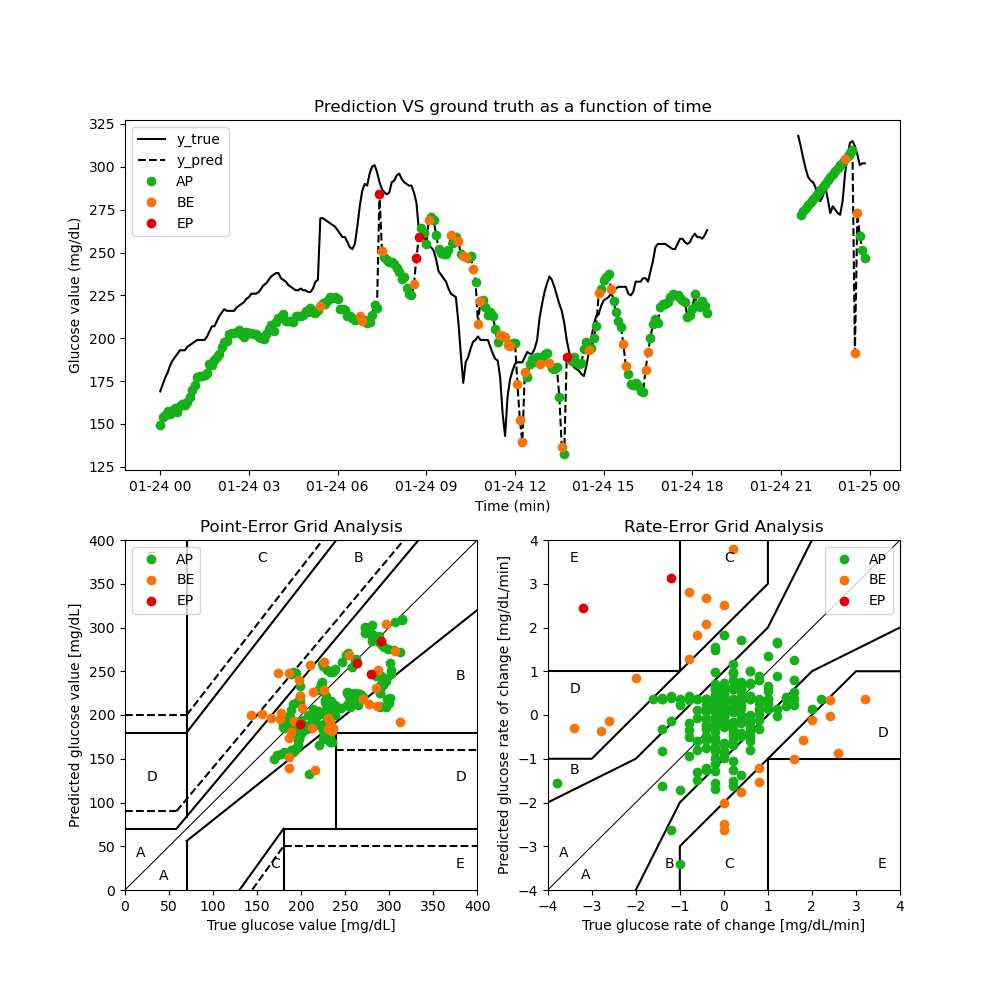 Prediction VS ground truth as a function of time
325
300
275
250
225
200
175
150
125
Glucose value (mg/dL)
y_true
y_pred
AP
BE
EP
01-24 00
01-24 03
01-24 06
01-24 09
01-24 12
01-24 15
01-24 18
01-24 21
01-25 00
Time (min)
Point-Error Grid Analysis
400
350
300
250
200
150
100
50
0
Predicted glucose value [mg/dL]
AP
BE
EP
C
B
B
D
D
A
A
C
E
0
50
100
150
200
250
300
350
400
True glucose value [mg/dL]
Rate-Error Grid Analysis
4
3
2
1
0
−1
−2
−3
−4
Predicted glucose rate of change [mg/dL/min]
E
C
AP
BE
EP
D
D
B
A
A
B
C
E
−4
−3
−2
−1
0
1
2
3
4
True glucose rate of change [mg/dL/min]